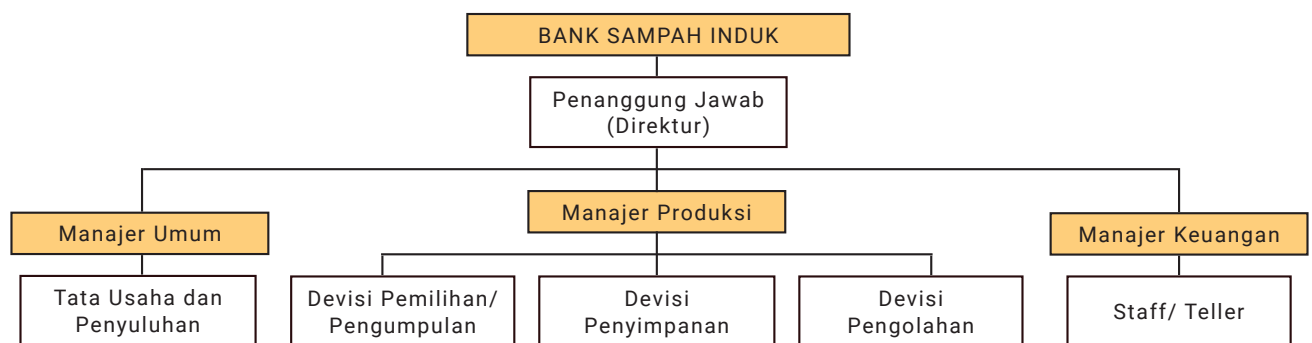 BANK SAMPAH INDUK
Penanggung Jawab
(Direktur)
Manajer Umum
Manajer Produksi
Manajer Keuangan
Tata Usaha dan
Penyuluhan
Devisi Pemilihan/
Pengumpulan
Devisi
Penyimpanan
Devisi
Pengolahan
Staff/ Teller